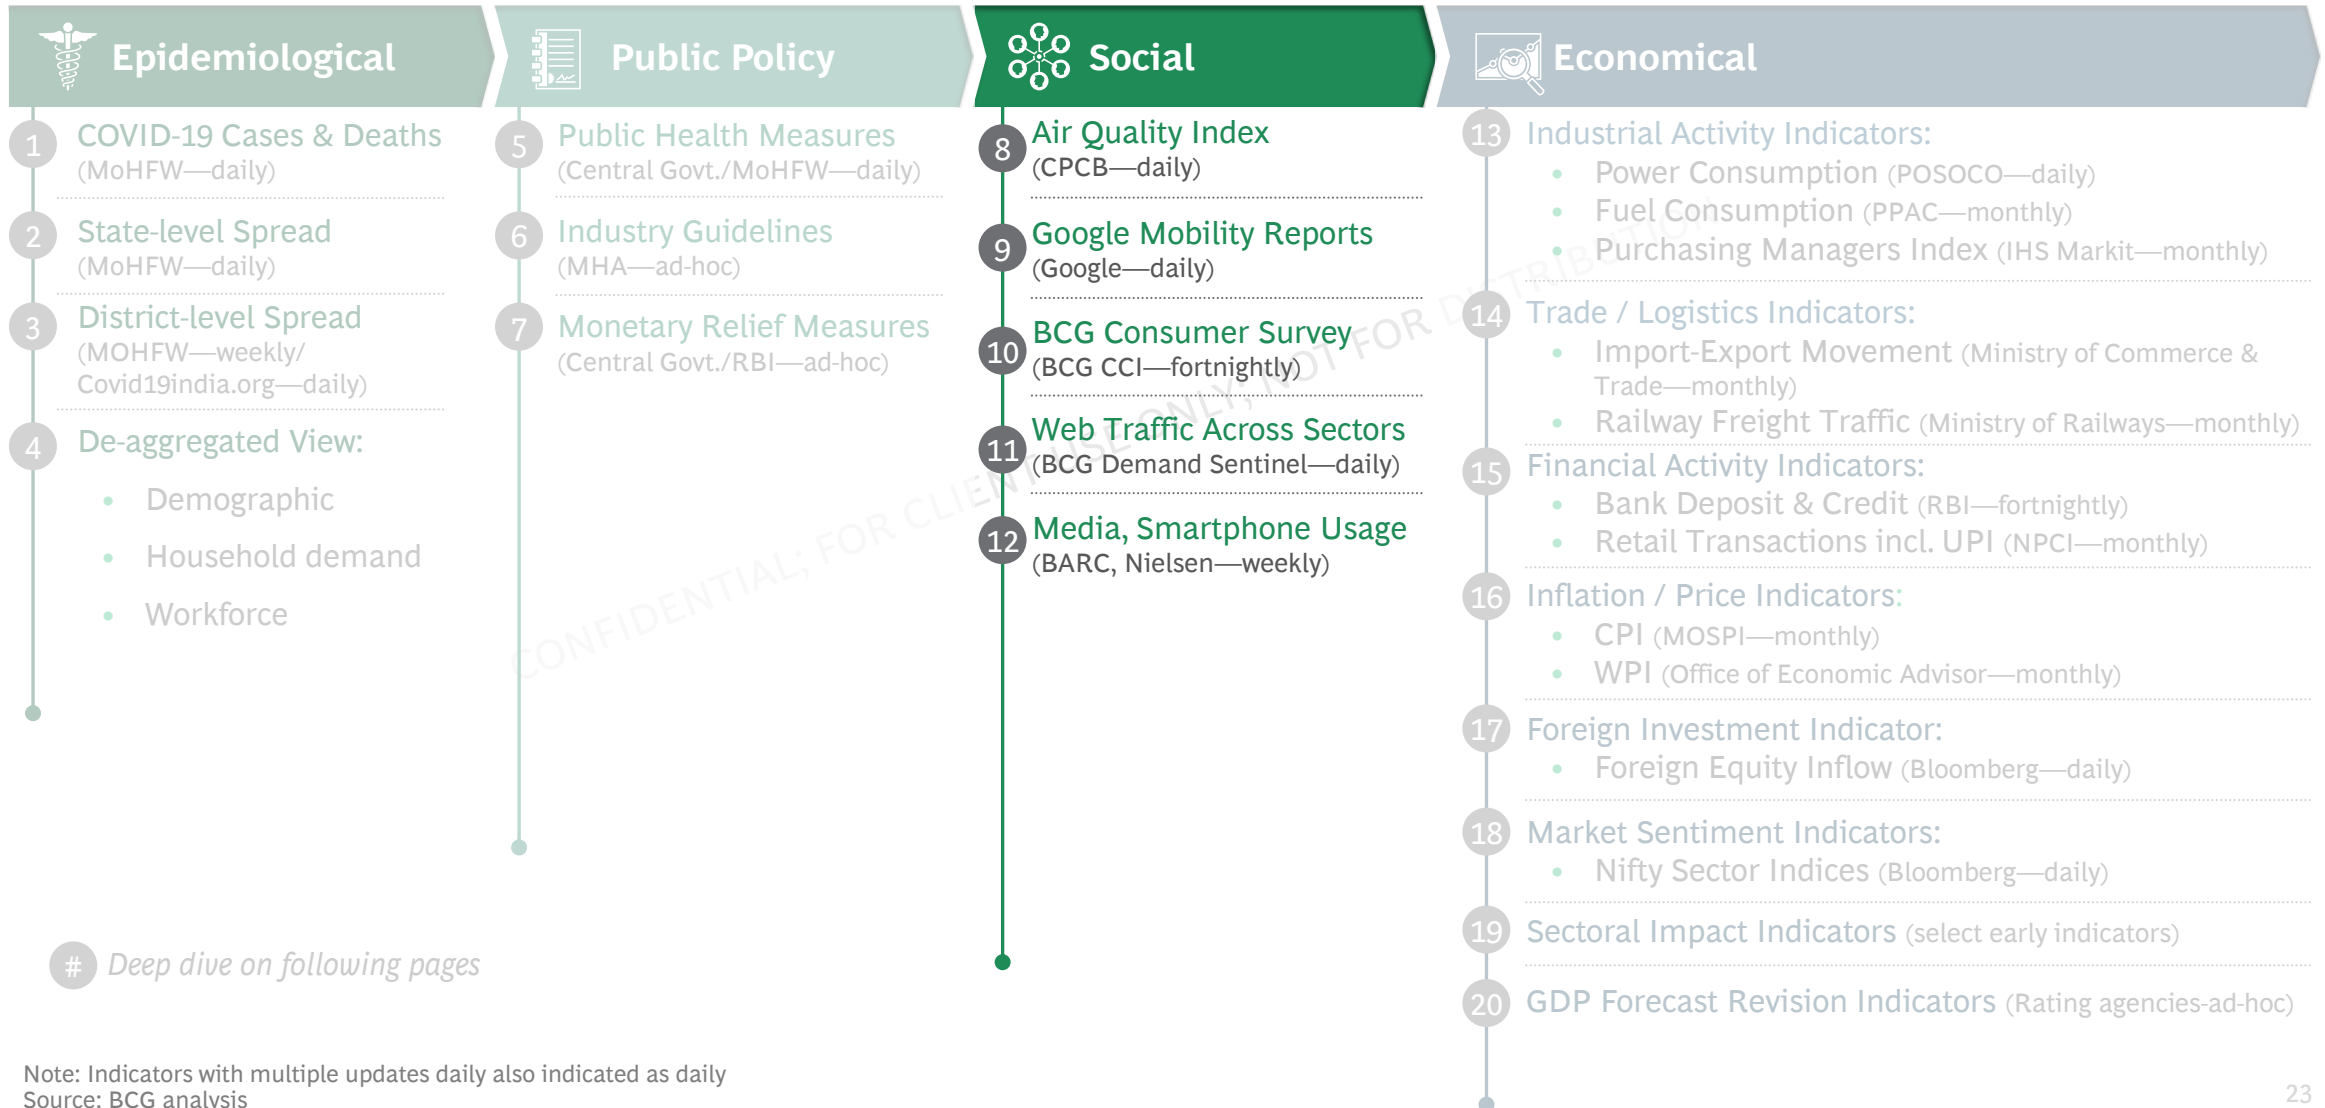 Epidemiological
1
COVID-19 Cases & Deaths
(MoHFW—daily)
2
State-level Spread
(MoHFW—daily)
3
District-level Spread
(MOHFW—weekly/
Covid19india.org—daily)
4
De-aggregated View:
• Demographic
• Household demand
• Workforce
Public Policy
5
Public Health Measures
(Central Govt./MoHFW—daily)
6
Industry Guidelines
(MHA—ad-hoc)
7
Monetary Relief Measures
(Central Govt./RBI—ad-hoc)
Social
8
Air Quality Index
(CPCB—daily)
9
Google Mobility Reports
(Google—daily)
10
BCG Consumer Survey
(BCG CCI—fortnightly)
11
Web Traffic Across Sectors
(BCG Demand Sentinel—daily)
12
Media, Smartphone Usage
(BARC, Nielsen—weekly)
Economical
13
Industrial Activity Indicators:
• Power Consumption (POSOCO—daily)
• Fuel Consumption (PPAC—monthly)
• Purchasing Managers Index (IHS Markit—monthly)
14
Trade / Logistics Indicators:
• Import-Export Movement (Ministry of Commerce &
Trade—monthly)
• Railway Freight Traffic (Ministry of Railways—monthly)
15
Financial Activity Indicators:
• Bank Deposit & Credit (RBI—fortnightly)
• Retail Transactions incl. UPI (NPCI—monthly)
16
Inflation / Price Indicators:
• CPI (MOSPI—monthly)
• WPI (Office of Economic Advisor—monthly)
17
Foreign Investment Indicator:
• Foreign Equity Inflow (Bloomberg—daily)
18
Market Sentiment Indicators:
• Nifty Sector Indices (Bloomberg—daily)
19
Sectoral Impact Indicators (select early indicators)
20
GDP Forecast Revision Indicators (Rating agencies-ad-hoc)
CONFIDENTIAL; FOR CLIENT USE ONLY; NOT FOR DISTRIBUTION
# Deep dive on following pages
Note: Indicators with multiple updates daily also indicated as daily
Source: BCG analysis
23